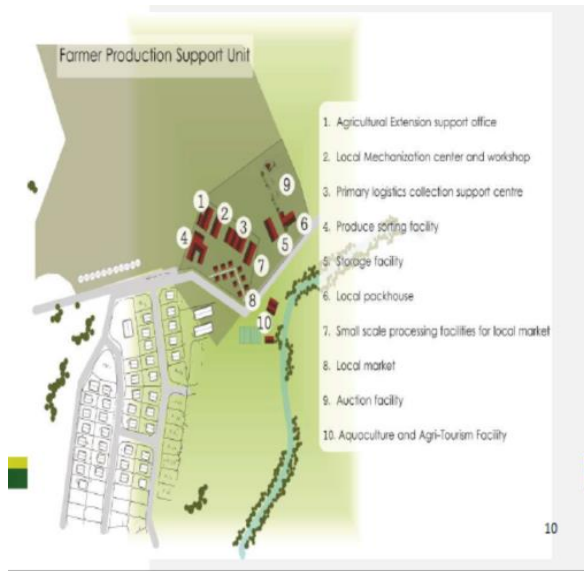 Farmer Production Support Unit
1. Agricultural Extension support office
2. Local Mechanization center and workshop
3. Primary logistics collection support centre
4. Produce sorting facility
5. Storage facility
6. Local packhouse
7. Small scale processing facilities for local market
8. Local market
9. Auction facility
10. Aquaculture and Agri-Tourism Facility
1
2
3
4
5
6
7
8
9
10
10